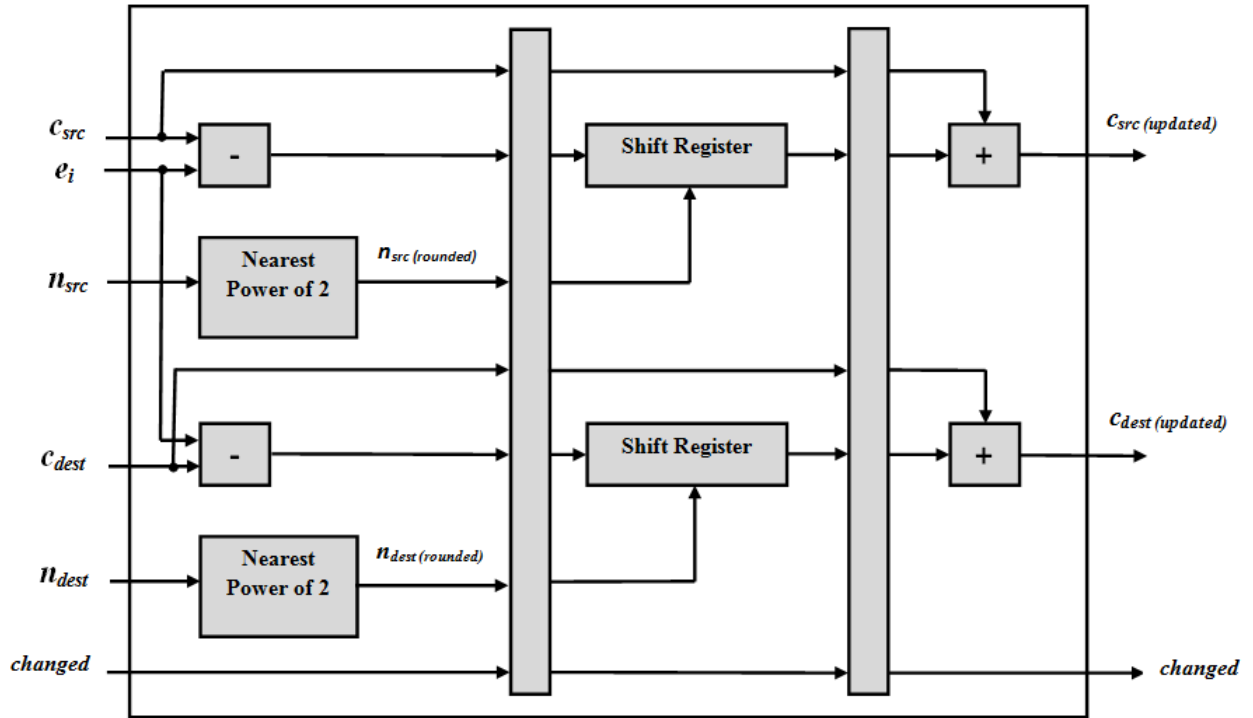 c_src
e_i
-
Shift Register
+
c_src (updated)
n_src
Nearest
Power of 2
n_src (rounded)
c_dest
-
Shift Register
+
c_dest (updated)
n_dest
Nearest
Power of 2
n_dest (rounded)
changed
changed